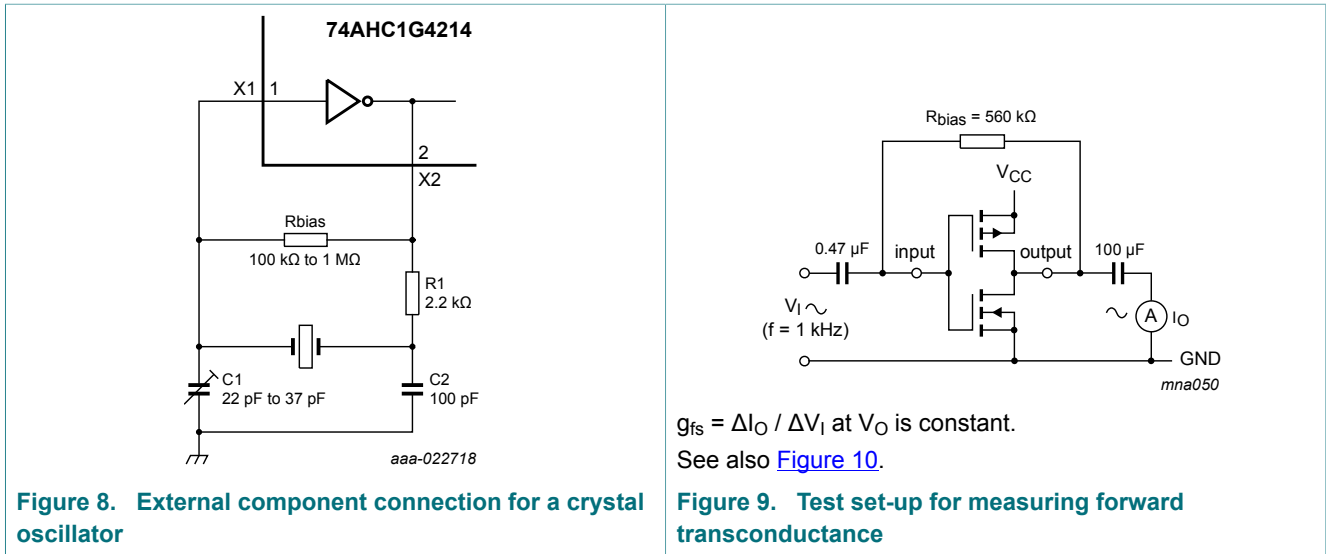 74AHC1G4214
X1
1
2
X2
Rbias
100 kΩ to 1 MΩ
R1
2.2 kΩ
C1
22 pF to 37 pF
C2
100 pF
aaa-022718
Figure 8. External component connection for a crystal
oscillator
Rbias = 560 kΩ
VCC
0.47 µF
input
output
100 µF
VI ~
(f = 1 kHz)
~
A
IO
GND
mna050
gfs = ΔIO / ΔVI at VO is constant.
See also Figure 10.
Figure 9. Test set-up for measuring forward
transconductance